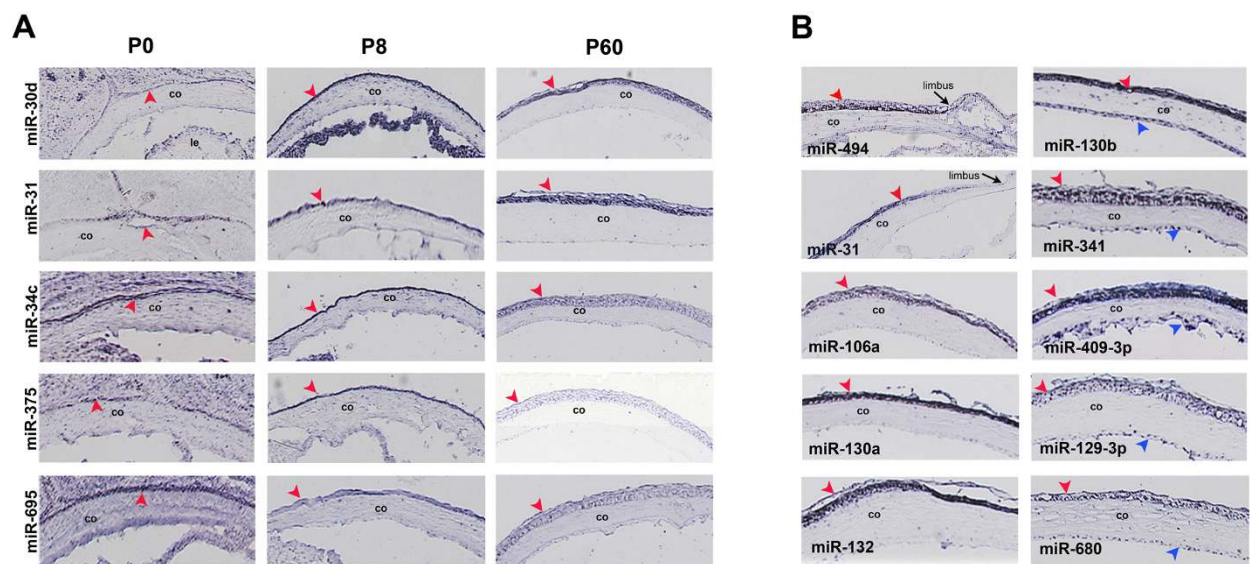 A
B
P0 P8 P60
miR-30d
co
le
co
co
miR-31
co
co
co
miR-34c
co
co
co
miR-375
co
co
co
miR-695
co
co
co
limbus
co
miR-494
co
miR-130b
limbus
co
miR-31
co
miR-341
co
miR-106a
co
miR-409-3p
co
miR-130a
co
miR-129-3p
co
miR-132
co
miR-680